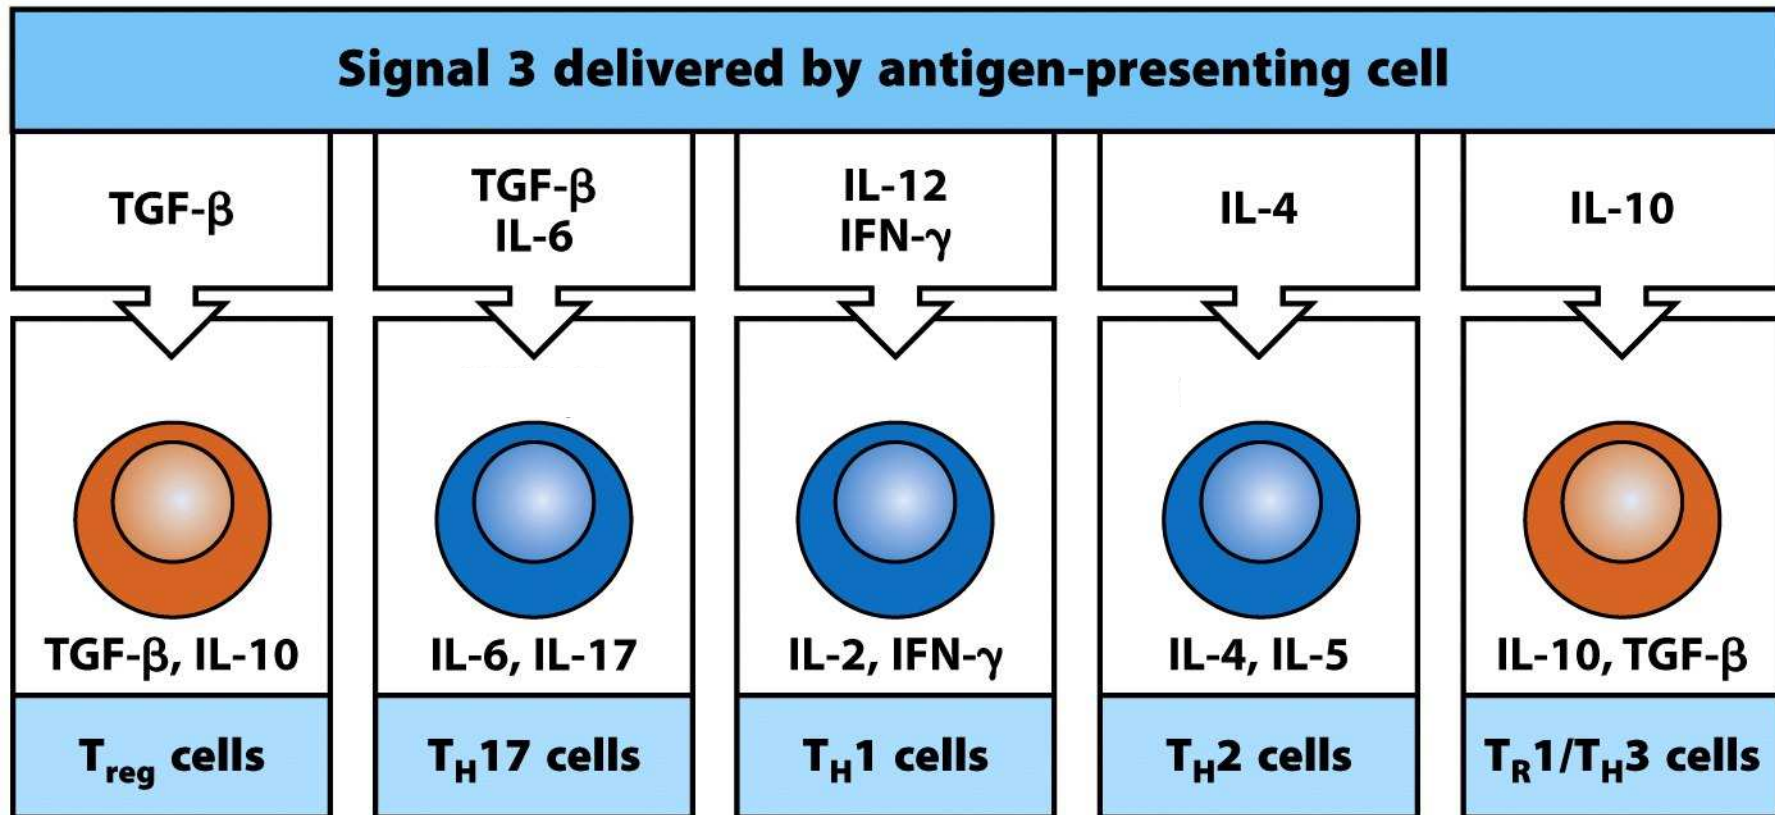 Signal 3 delivered by antigen-presenting cell
TGF-β
TGF-β
IL-6
IL-12
IFN-γ
IL-4
IL-10
TGF-β, IL-10
IL-6, IL-17
IL-2, IFN-γ
IL-4, IL-5
IL-10, TGF-β
Treg cells
TH17 cells
TH1 cells
TH2 cells
TR1/TH3 cells